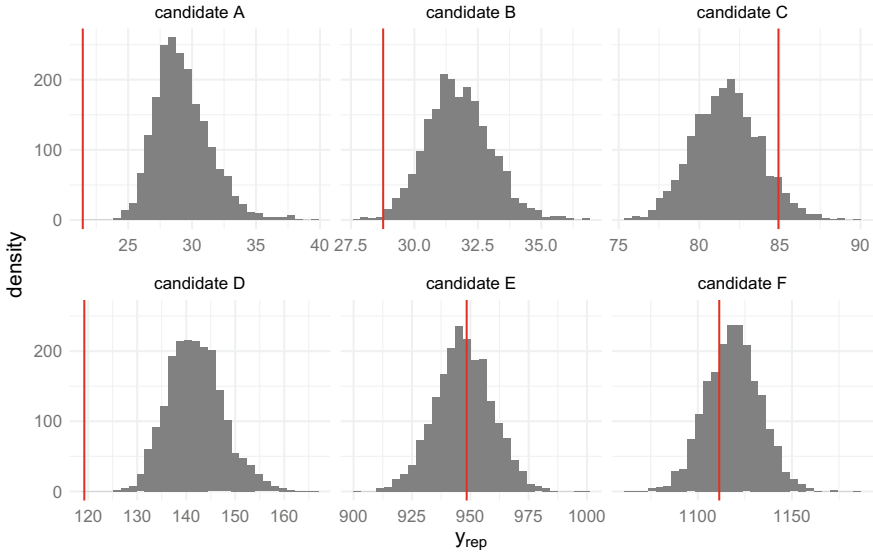 candidate A candidate B candidate C
200
100
0
25 30 35 40 27.5 30.0 32.5 35.0 75 80 85 90
density
candidate D candidate E candidate F
200
100
0
120 130 140 150 160 900 925 950 975 1000 1100 1150
yrep